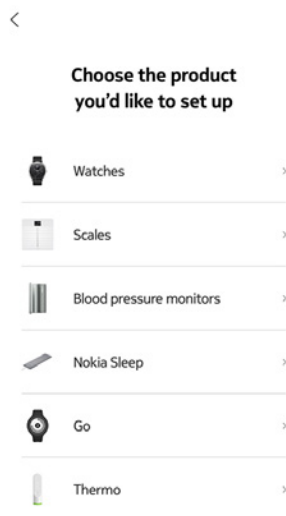 Choose the product
you'd like to set up
Watches
Scales
Blood pressure monitors
Nokia Sleep
Go
Thermo